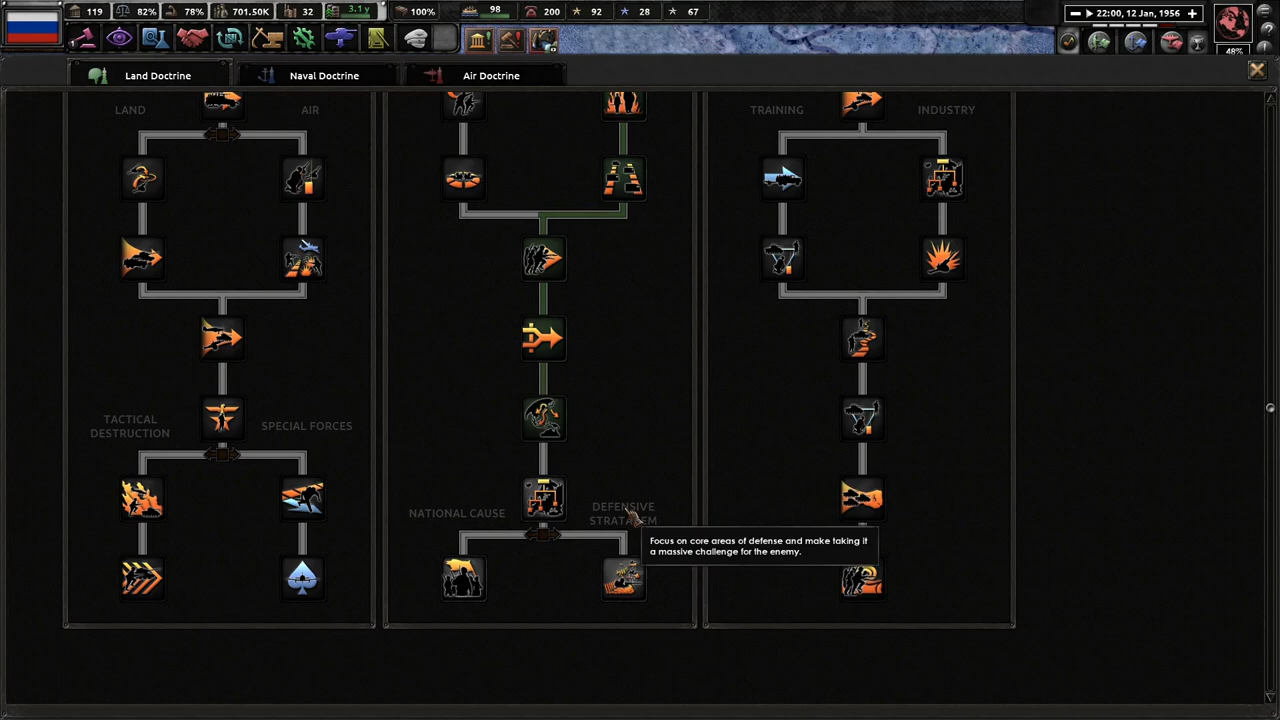 119 82% 78% 701.50K 32 3.1 y 100% 98 200 92 28 67 22:00, 12 Jan, 1956
48%
Land Doctrine Naval Doctrine Air Doctrine
LAND AIR TRAINING INDUSTRY
TACTICAL
DESTRUCTION
SPECIAL FORCES
NATIONAL CAUSE
DEFENSIVE
STRATAGEM
Focus on core areas of defense and make taking it
a massive challenge for the enemy.